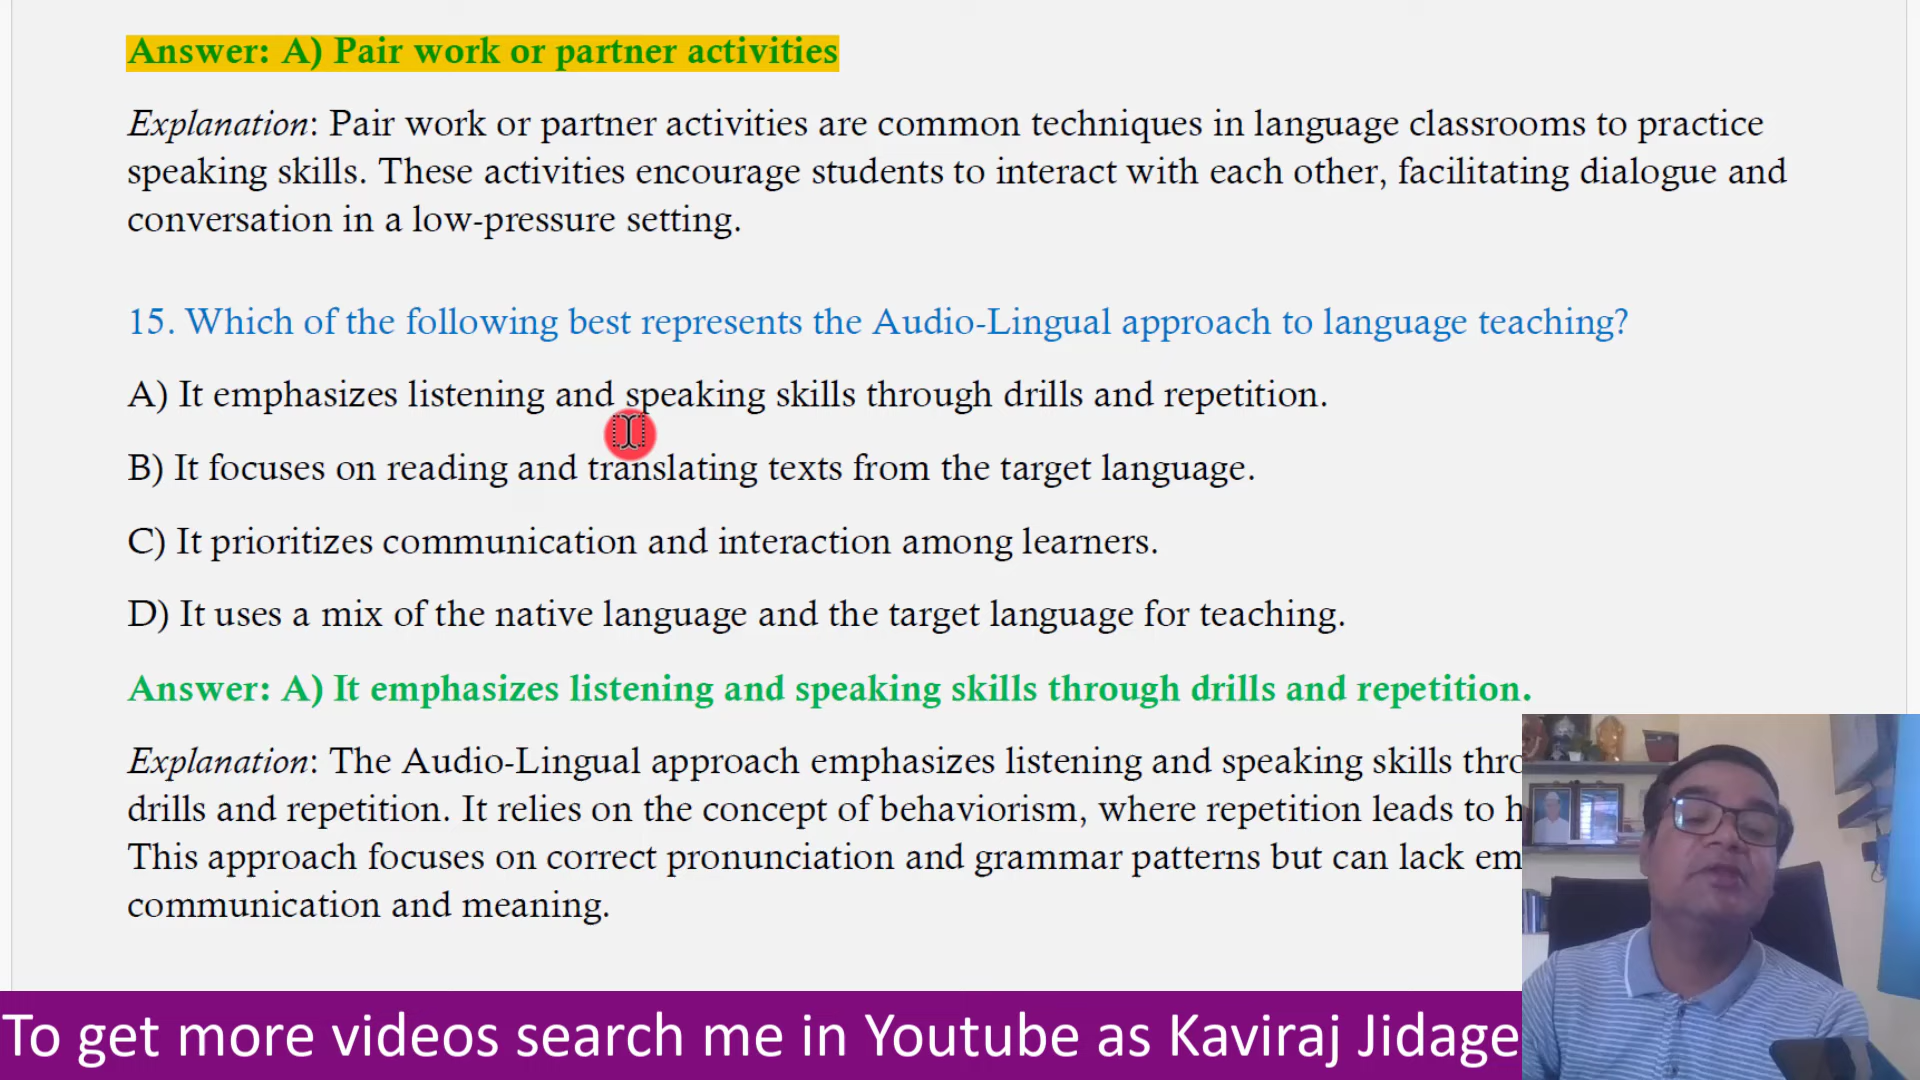 Answer: A) Pair work or partner activities
Explanation: Pair work or partner activities are common techniques in language classrooms to practice
speaking skills. These activities encourage students to interact with each other, facilitating dialogue and
conversation in a low-pressure setting.
15. Which of the following best represents the Audio-Lingual approach to language teaching?
A) It emphasizes listening and speaking skills through drills and repetition.
B) It focuses on reading and translating texts from the target language.
C) It prioritizes communication and interaction among learners.
D) It uses a mix of the native language and the target language for teaching.
Answer: A) It emphasizes listening and speaking skills through drills and repetition.
Explanation: The Audio-Lingual approach emphasizes listening and speaking skills
drills and repetition. It relies on the concept of behaviorism, where repetition leads to
This approach focuses on correct pronunciation and grammar patterns but can lack
communication and meaning.
To get more videos search me in Youtube as Kaviraj Jidage